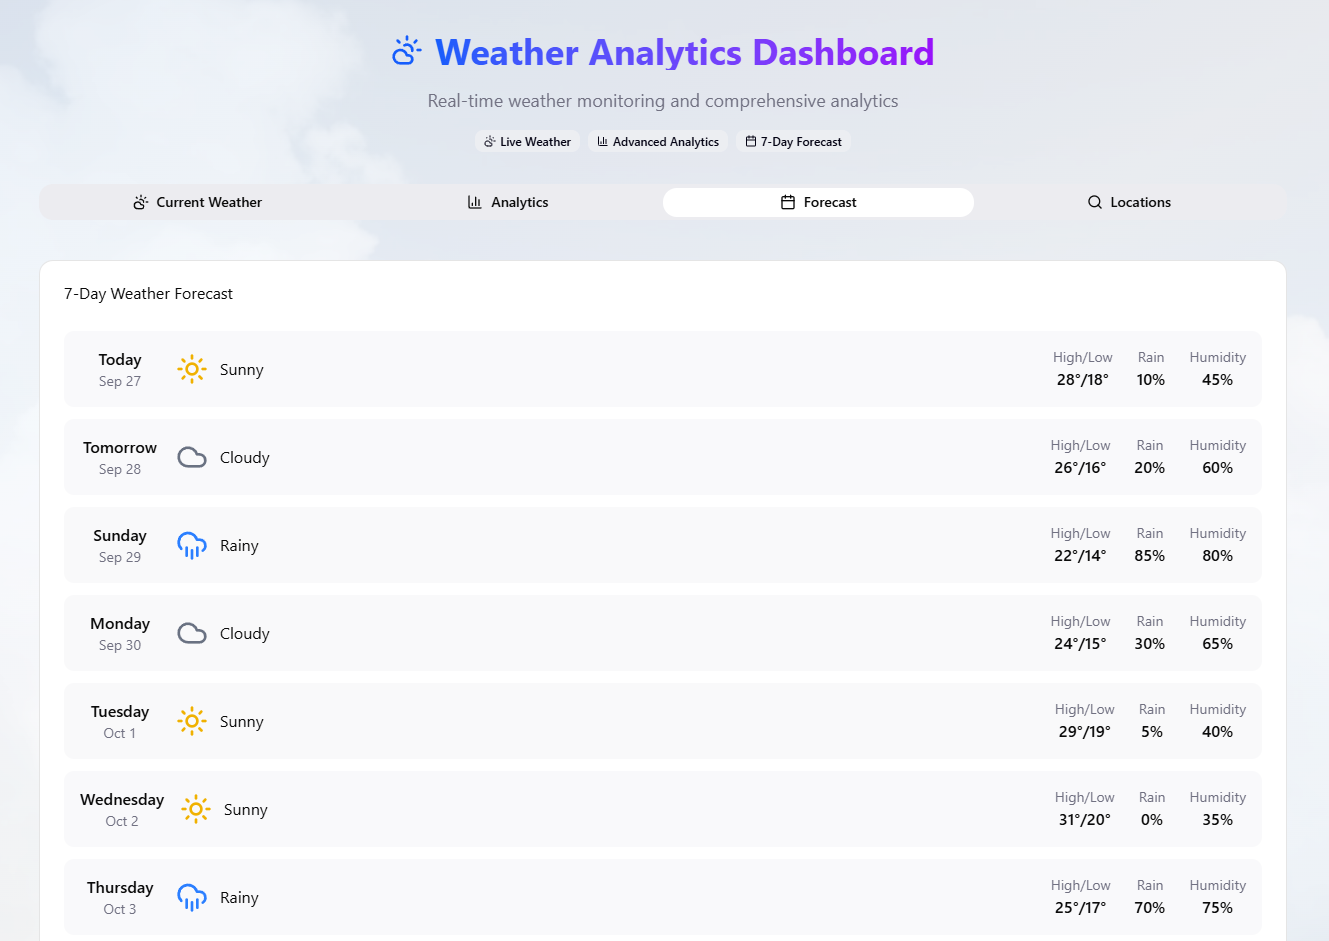 Weather Analytics Dashboard
Real-time weather monitoring and comprehensive analytics
Live Weather Advanced Analytics 7-Day Forecast
Current Weather Analytics Forecast Locations
7-Day Weather Forecast
Today
Sep 27
Sunny
High/Low Rain Humidity
28°/18° 10% 45%
Tomorrow
Sep 28
Cloudy
High/Low Rain Humidity
26°/16° 20% 60%
Sunday
Sep 29
Rainy
High/Low Rain Humidity
22°/14° 85% 80%
Monday
Sep 30
Cloudy
High/Low Rain Humidity
24°/15° 30% 65%
Tuesday
Oct 1
Sunny
High/Low Rain Humidity
29°/19° 5% 40%
Wednesday
Oct 2
Sunny
High/Low Rain Humidity
31°/20° 0% 35%
Thursday
Oct 3
Rainy
High/Low Rain Humidity
25°/17° 70% 75%